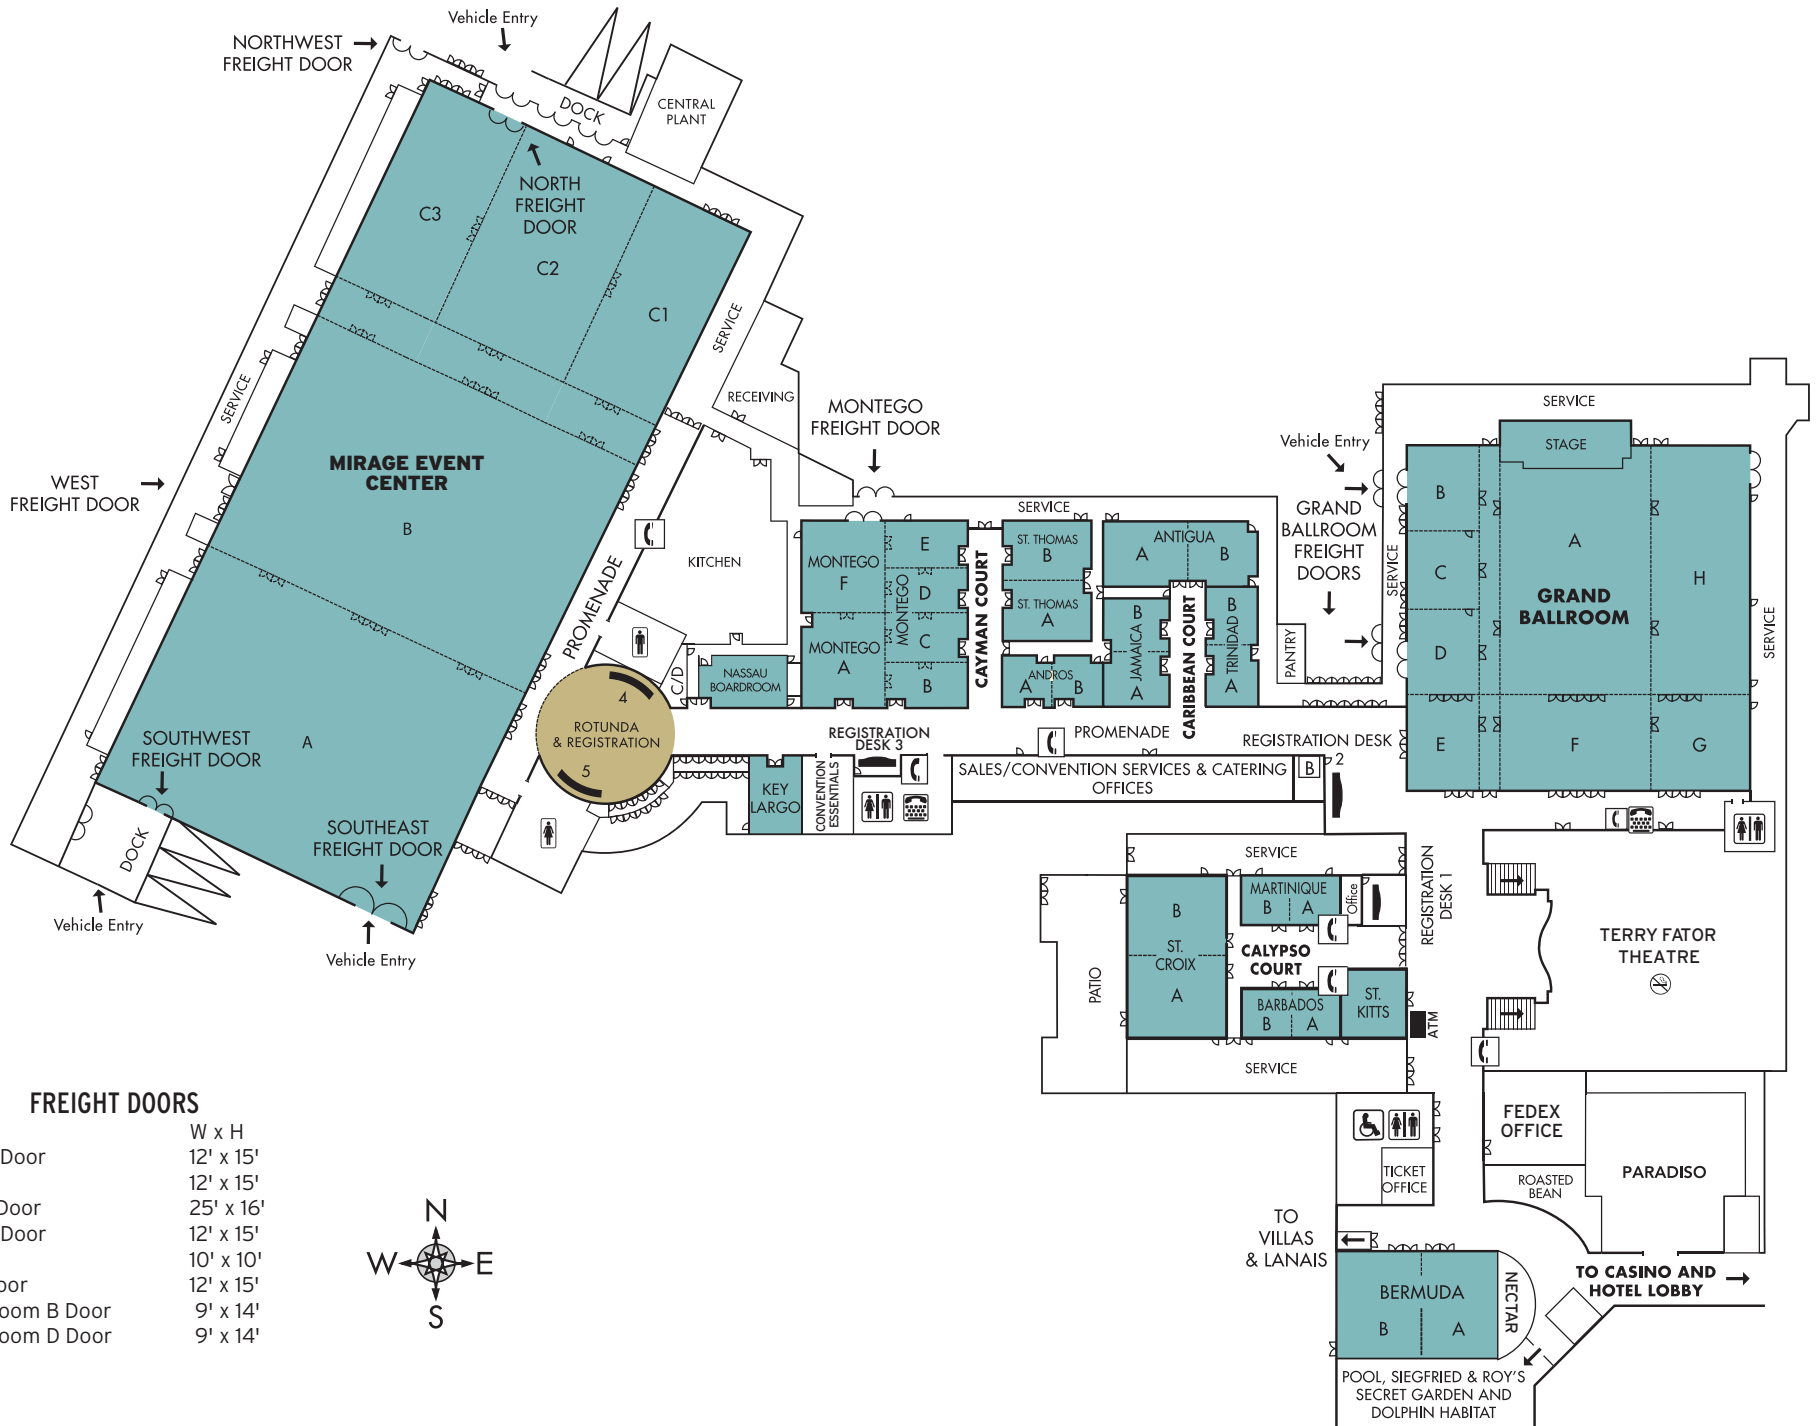 Vehicle Entry
NORTHWEST
FREIGHT DOOR
DOCK
CENTRAL
PLANT
NORTH
FREIGHT
DOOR
C3
C2
C1
SERVICE
RECEIVING
SERVICE
WEST
FREIGHT DOOR
MIRAGE EVENT
CENTER
B
A
MONTEGO
FREIGHT DOOR
KITCHEN
PROMENADE
C/D
NASSAU
BOARDROOM
4
ROTUNDA
& REGISTRATION
5
SOUTHWEST
FREIGHT DOOR
SOUTHEAST
FREIGHT DOOR
DOCK
Vehicle Entry
Vehicle Entry
SERVICE
MONTEGO
F
MONTEGO
A
MONTEGO
E
D
C
B
CAYMAN COURT
ST. THOMAS
B
ST. THOMAS
A
ANDROS
A
B
ANTIGUA
A
B
JAMAICA
B
A
CARIBBEAN COURT
TRINIDAD
B
A
PANTRY
REGISTRATION
DESK 3
PROMENADE
REGISTRATION DESK
2
KEY
LARGO
CONVENTION
ESSENTIALS
SALES/CONVENTION SERVICES & CATERING
OFFICES
B
Vehicle Entry
GRAND
BALLROOM
FREIGHT
DOORS
SERVICE
SERVICE
SERVICE
STAGE
B
C
D
E
A
GRAND
BALLROOM
H
F
G
SERVICE
MARTINIQUE
B
A
Office
REGISTRATION
DESK 1
B
ST.
CROIX
A
CALYPSO
COURT
BARBADOS
B
A
ST.
KITTS
ATM
PATIO
SERVICE
TERRY FATOR
THEATRE
FEDEX
OFFICE
ROASTED
BEAN
PARADISO
TICKET
OFFICE
TO
VILLAS
& LANAIS
BERMUDA
B
A
NECTAR
TO CASINO AND
HOTEL LOBBY
POOL, SIEGFRIED & ROY'S
SECRET GARDEN AND
DOLPHIN HABITAT
FREIGHT DOORS
W x H
Door 12' x 15'
12' x 15'
Door 25' x 16'
Door 12' x 15'
10' x 10'
oor 12' x 15'
oom B Door 9' x 14'
oom D Door 9' x 14'
N
W
E
S